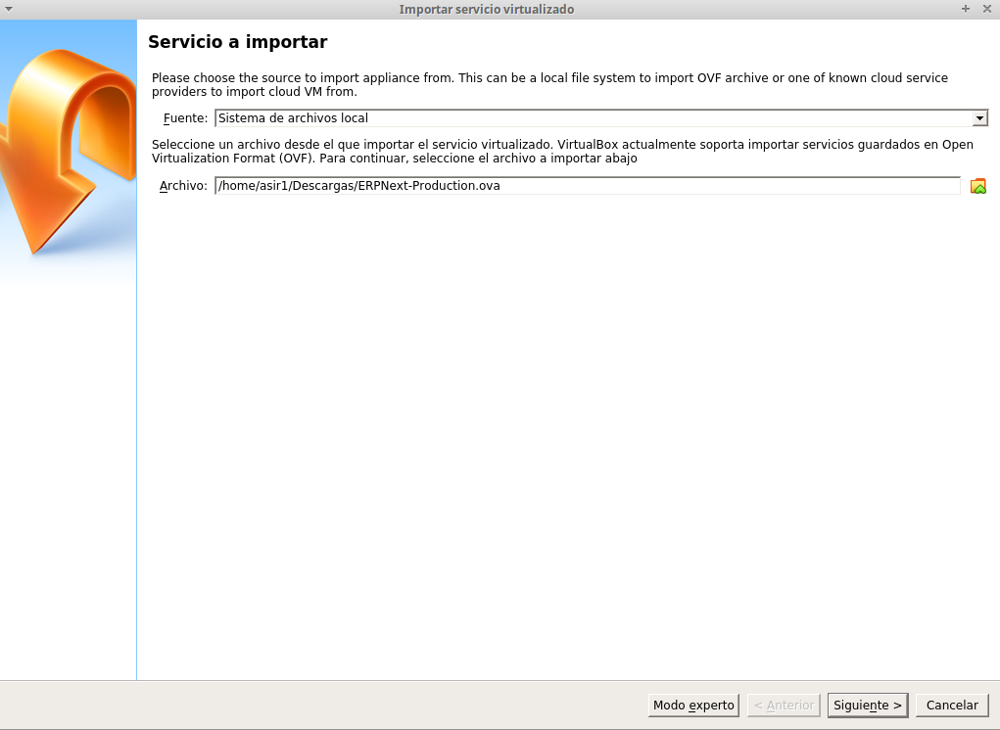 Importar servicio virtualizado
Servicio a importar
Please choose the source to import appliance from. This can be a local file system to import OVF archive or one of known cloud service
providers to import cloud VM from.
Fuente: Sistema de archivos local
Seleccione un archivo desde el que importar el servicio virtualizado. VirtualBox actualmente soporta importar servicios guardados en Open
Virtualization Format (OVF). Para continuar, seleccione el archivo a importar abajo
Archivo: /home/asir1/Descargas/ERPNext-Production.ova
Modo experto < Anterior Siguiente > Cancelar